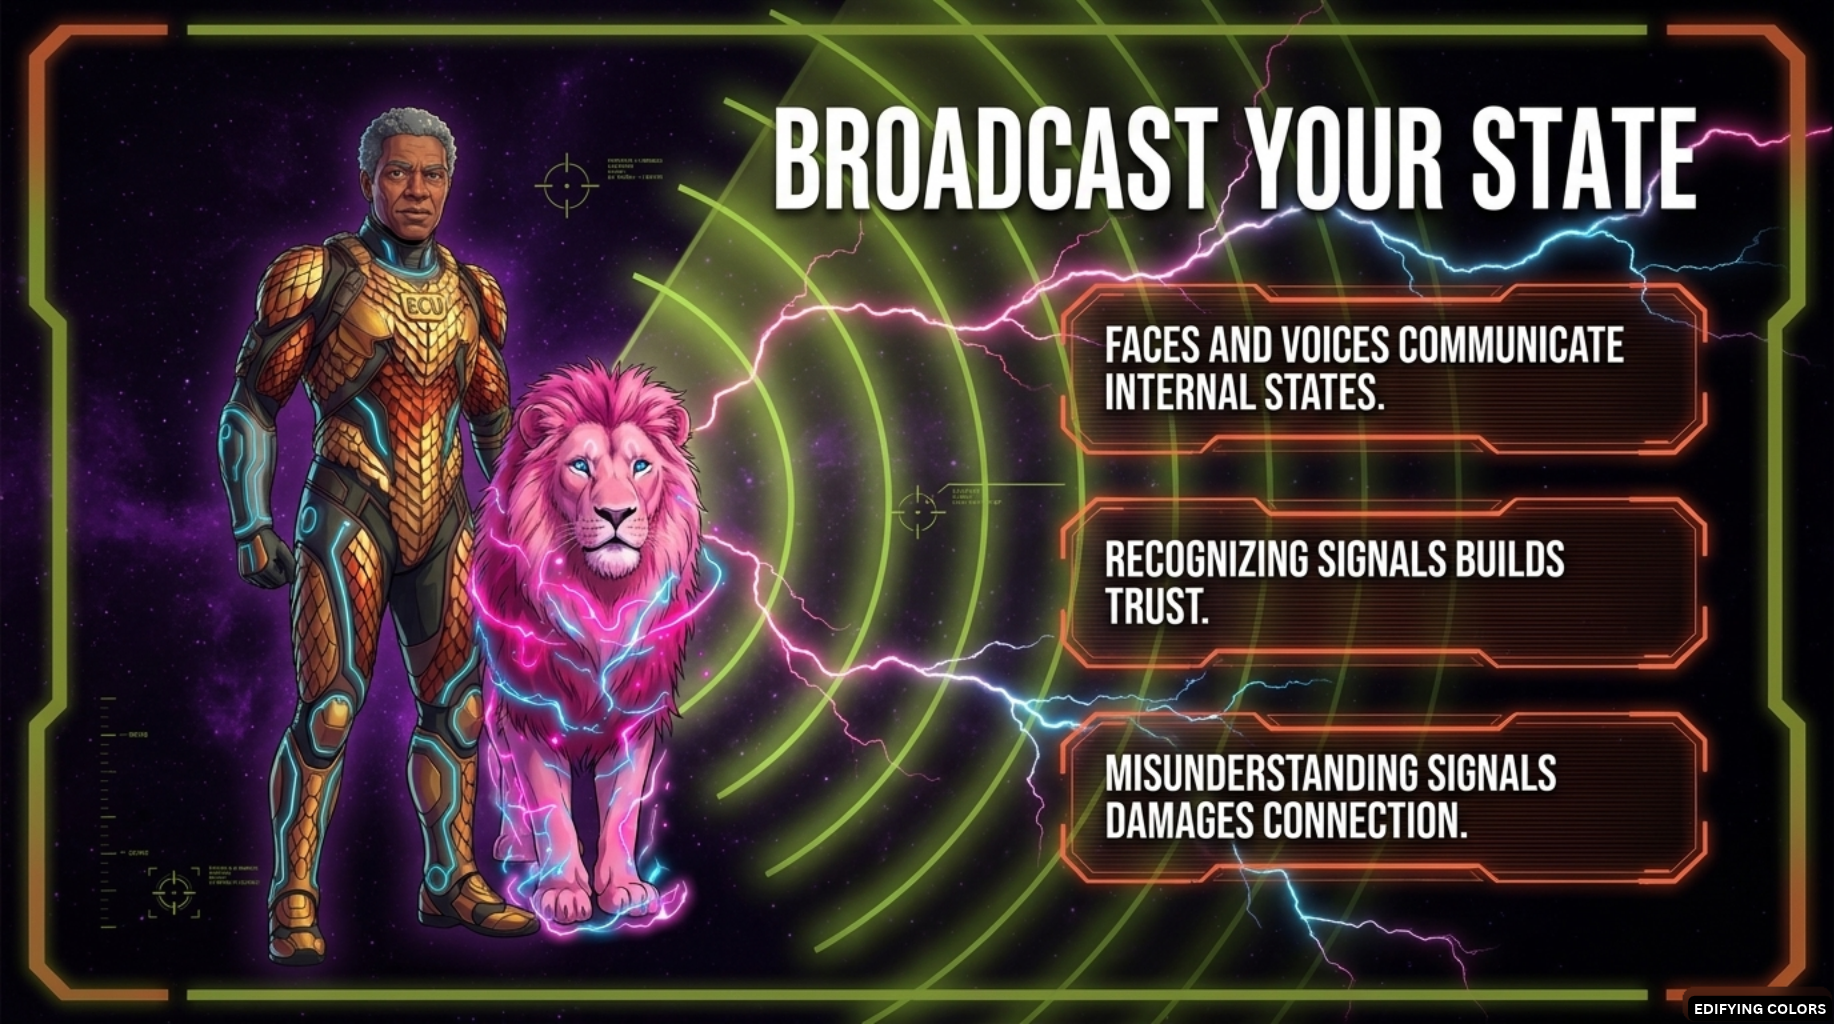 BROADCAST YOUR STATE
ECU
FACES AND VOICES COMMUNICATE
INTERNAL STATES.
RECOGNIZING SIGNALS BUILDS
TRUST.
MISUNDERSTANDING SIGNALS
DAMAGES CONNECTION.
EDIFYING COLORS